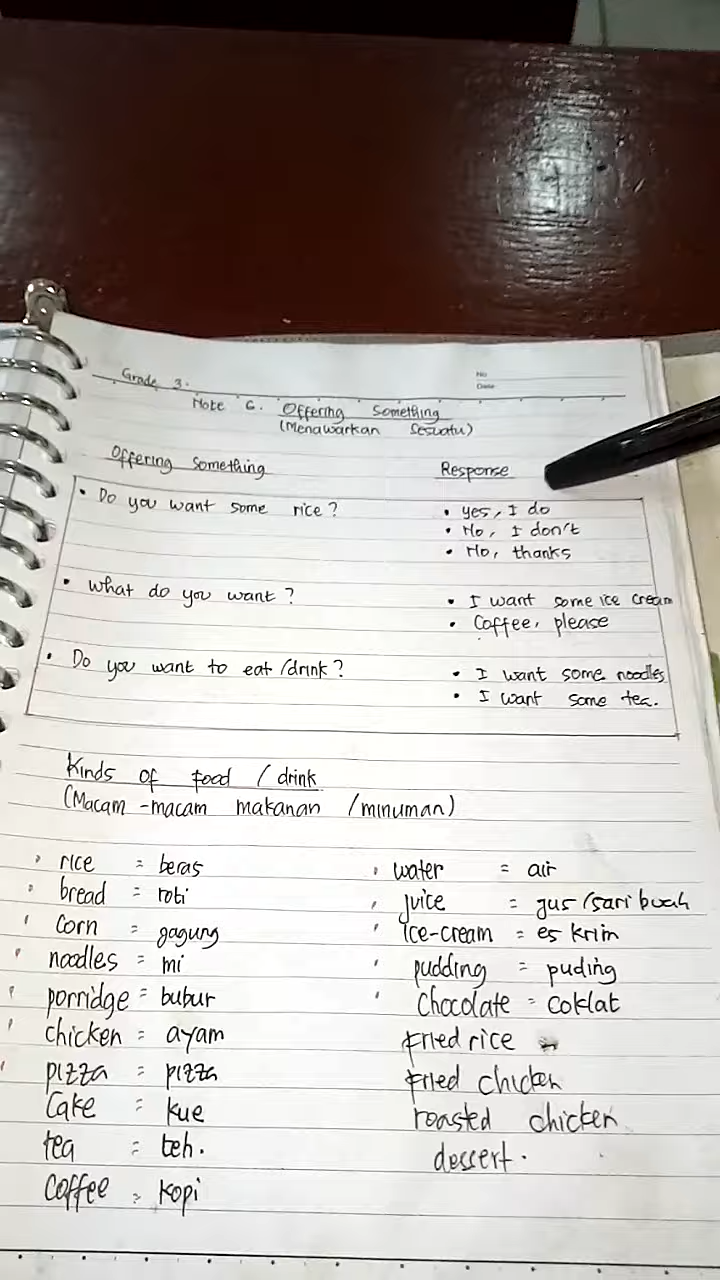 Grade 3.
No
Date
Note 6. Offering Something
(Menawarkan Sesuatu)
Offering Something Response
• Do you want some rice? • Yes, I do
• No, I don't
• No, thanks
• What do you want? • I want some ice cream
• Coffee, please
• Do you want to eat/drink? • I want some noodles
• I want some tea.
Kinds of food / drink
(Macam-macam makanan /minuman)
rice = beras water = air
bread = roti juice = jus /sari buah
corn = gagung ice-cream = es krim
noodles = mi pudding = puding
porridge = bubur chocolate = coklat
chicken = ayam fried rice
pizza = pizza fried chicken
cake = kue roasted chicken
tea = teh. dessert.
coffee = kopi